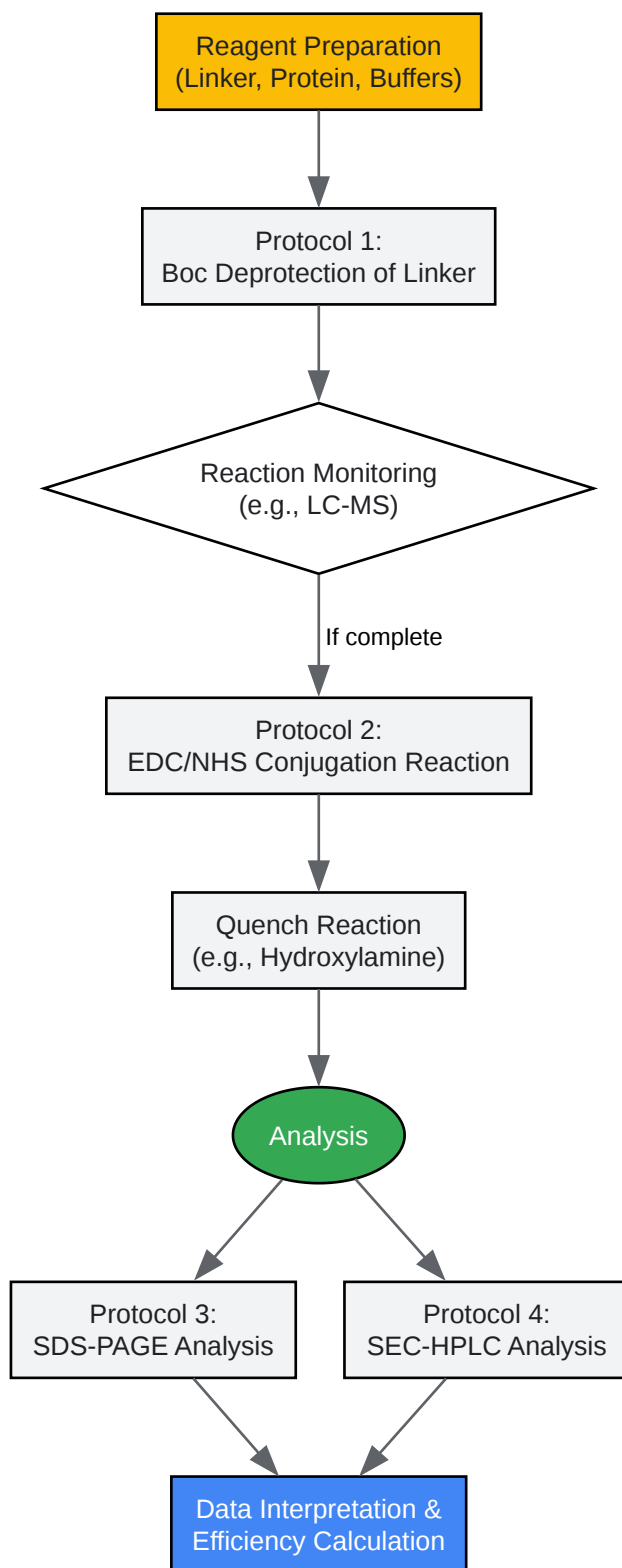 Reagent Preparation
(Linker, Protein, Buffers)
Protocol 1:
Boc Deprotection of Linker
Reaction Monitoring
(e.g., LC-MS)
If complete
Protocol 2:
EDC/NHS Conjugation Reaction
Quench Reaction
(e.g., Hydroxylamine)
Analysis
Protocol 3:
SDS-PAGE Analysis
Protocol 4:
SEC-HPLC Analysis
Data Interpretation &
Efficiency Calculation